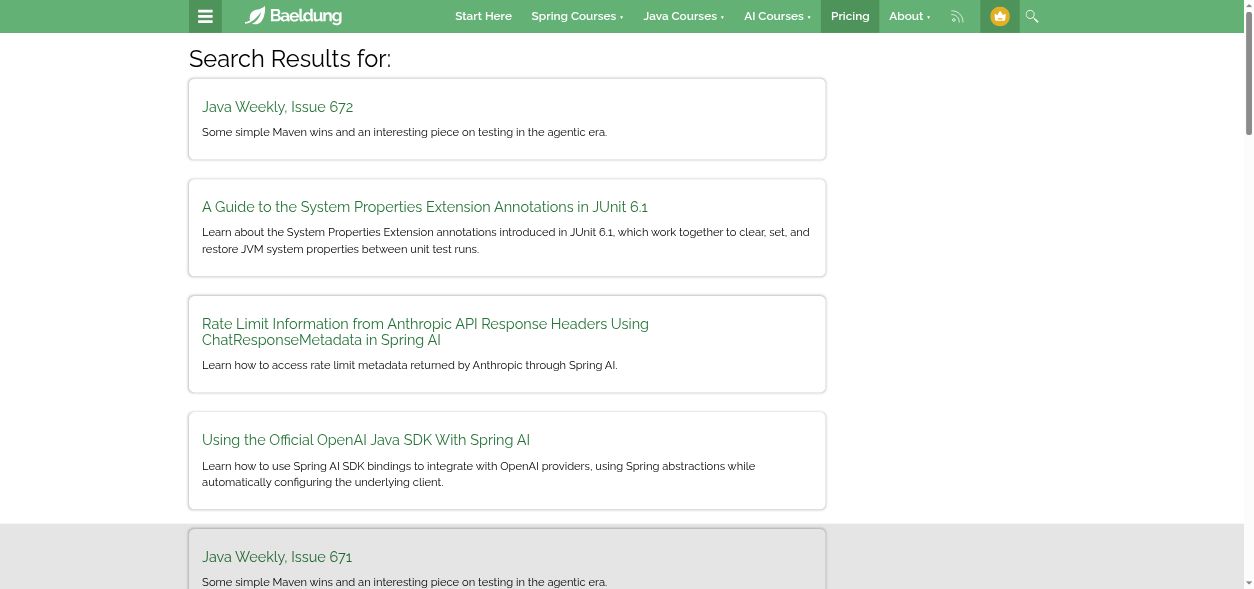 Baeldung
Start Here
Spring Courses
Java Courses
AI Courses
Pricing
About
Search Results for:
Java Weekly, Issue 672
Some simple Maven wins and an interesting piece on testing in the agentic era.
A Guide to the System Properties Extension Annotations in JUnit 6.1
Learn about the System Properties Extension annotations introduced in JUnit 6.1, which work together to clear, set, and
restore JVM system properties between unit test runs.
Rate Limit Information from Anthropic API Response Headers Using
ChatResponseMetadata in Spring AI
Learn how to access rate limit metadata returned by Anthropic through Spring AI.
Using the Official OpenAI Java SDK With Spring AI
Learn how to use Spring AI SDK bindings to integrate with OpenAI providers, using Spring abstractions while
automatically configuring the underlying client.
Java Weekly, Issue 671
Some simple Maven wins and an interesting piece on testing in the agentic era.